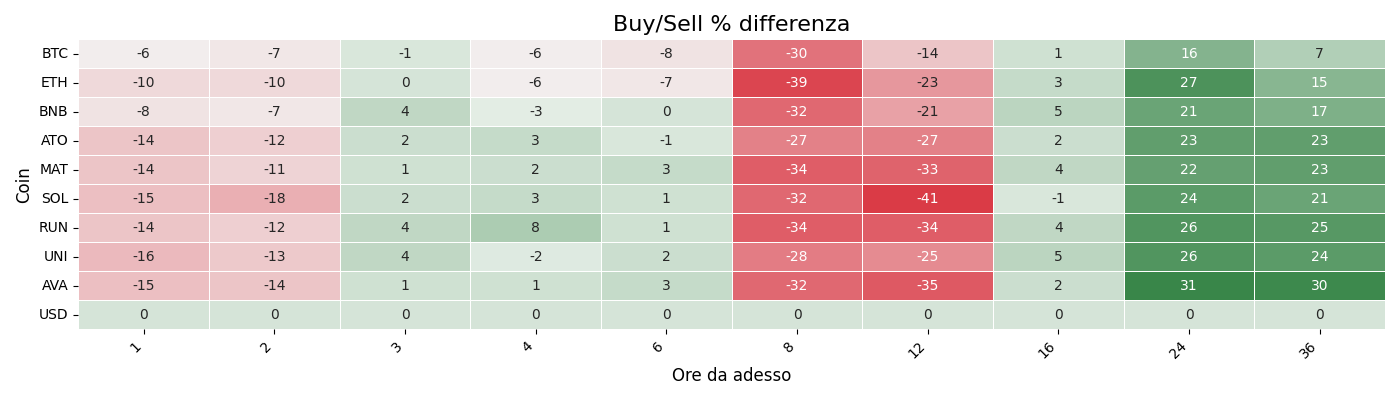 Buy/Sell % differenza
Coin
BTC -6 -7 -1 -6 -8 -30 -14 1 16 7
ETH -10 -10 0 -6 -7 -39 -23 3 27 15
BNB -8 -7 4 -3 0 -32 -21 5 21 17
ATO -14 -12 2 3 -1 -27 -27 2 23 23
MAT -14 -11 1 2 3 -34 -33 4 22 23
SOL -15 -18 2 3 1 -32 -41 -1 24 21
RUN -14 -12 4 8 1 -34 -34 4 26 25
UNI -16 -13 4 -2 2 -28 -25 5 26 24
AVA -15 -14 1 1 3 -32 -35 2 31 30
USD 0 0 0 0 0 0 0 0 0 0
1 2 3 4 6 8 12 16 24 36
Ore da adesso